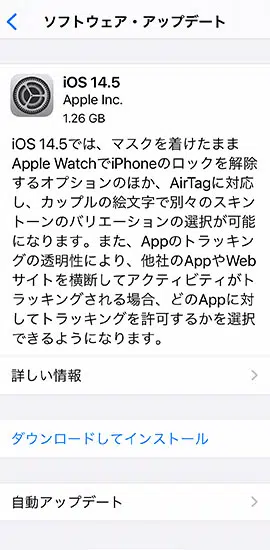 ソフトウェア・アップデート
iOS 14.5
Apple Inc.
1.26 GB
iOS 14.5では、マスクを着けたまま
Apple WatchでiPhoneのロックを解除
するオプションのほか、AirTagに対応
し、カップルの絵文字で別々のスキン
トーンのバリエーションの選択が可能
になります。また、Appのトラッキン
グの透明性により、他社のAppやWeb
サイトを横断してアクティビティがト
ラッキングされる場合、どのAppに対
してトラッキングを許可するかを選択
できるようになります。
詳しい情報
ダウンロードしてインストール
自動アップデート